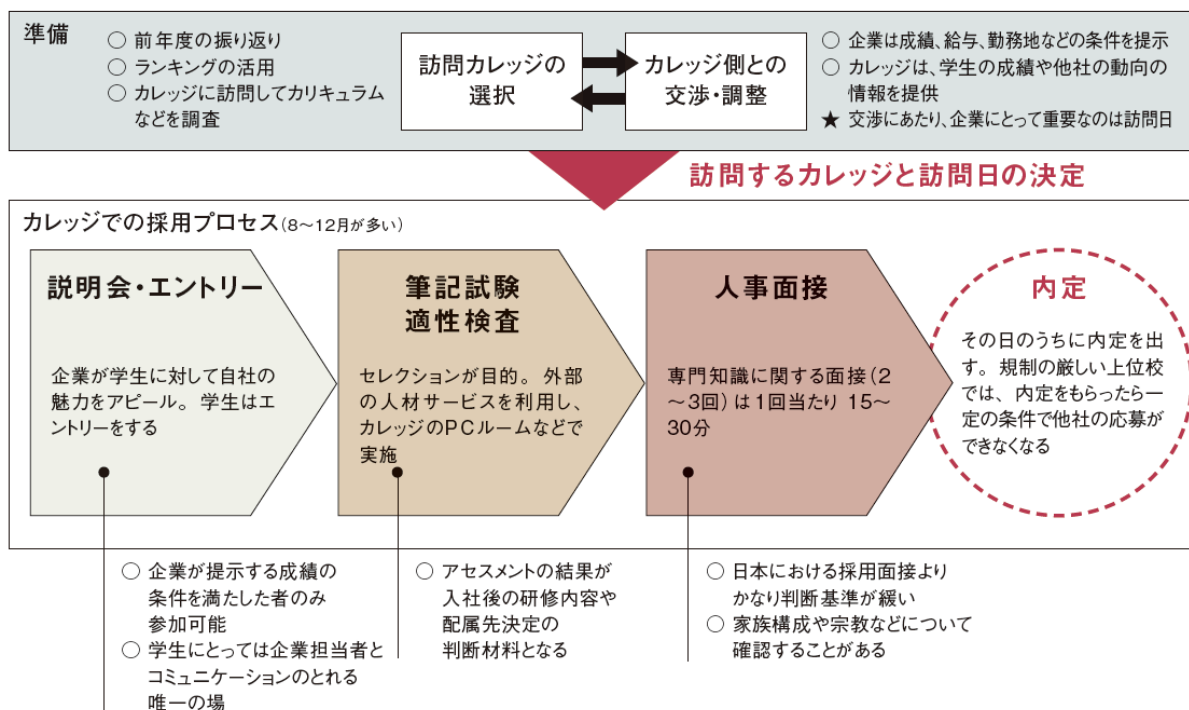 準備
○ 前年度の振り返り
○ ランキングの活用
○ カレッジに訪問してカリキュラム
などを調査
訪問カレッジの
選択
カレッジ側との
交渉・調整
○ 企業は成績、給与、勤務地などの条件を提示
○ カレッジは、学生の成績や他社の動向の
情報を提供
★ 交渉にあたり、企業にとって重要なのは訪問日
訪問するカレッジと訪問日の決定
カレッジでの採用プロセス(8〜12月が多い)
説明会・エントリー
企業が学生に対して自社の
魅力をアピール。学生はエ
ントリーをする
筆記試験
適性検査
セレクションが目的。外部
の人材サービスを利用し、
カレッジのPCルームなどで
実施
人事面接
専門知識に関する面接(2
〜3回)は1回当たり 15〜
30分
内定
その日のうちに内定を出
す。規制の厳しい上位校
では、内定をもらったら一
定の条件で他社の応募が
できなくなる
○ 企業が提示する成績の
条件を満たした者のみ
参加可能
○ 学生にとっては企業担当者と
コミュニケーションのとれる
唯一の場
○ アセスメントの結果が
入社後の研修内容や
配属先決定の
判断材料となる
○ 日本における採用面接より
かなり判断基準が緩い
○ 家族構成や宗教などについて
確認することがある